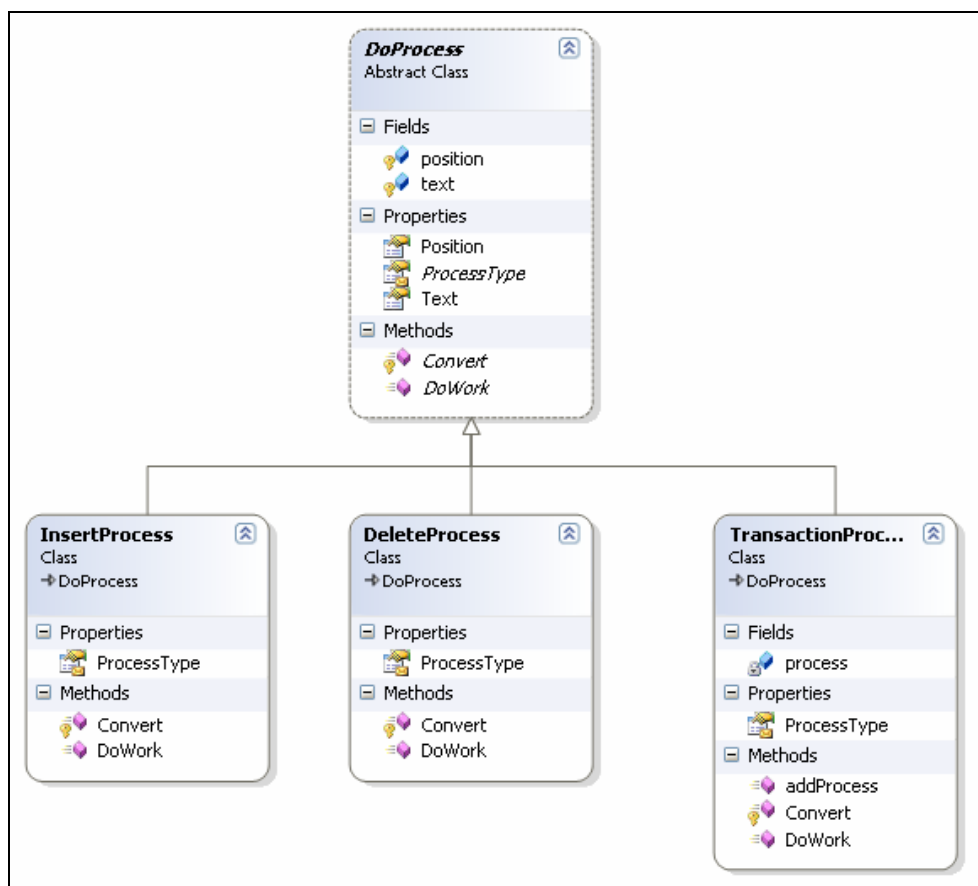 DoProcess
Abstract Class
Fields
position
text
Properties
Position
ProcessType
Text
Methods
Convert
DoWork
InsertProcess
Class
DoProcess
Properties
ProcessType
Methods
Convert
DoWork
DeleteProcess
Class
DoProcess
Properties
ProcessType
Methods
Convert
DoWork
TransactionProc...
Class
DoProcess
Fields
process
Properties
ProcessType
Methods
addProcess
Convert
DoWork